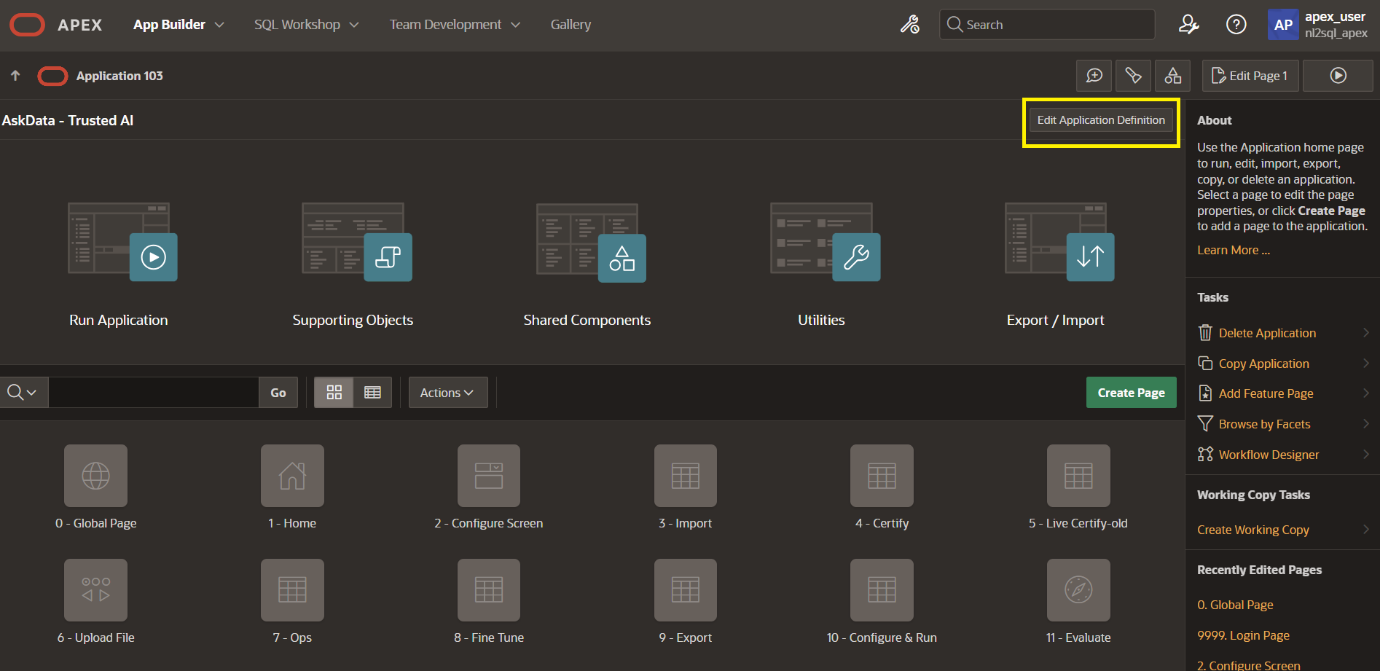 APEX App Builder SQL Workshop Team Development Gallery Search AP apex_user
nl2sql_apex
Application 103 Edit Page 1
AskData - Trusted AI Edit Application Definition
Run Application Supporting Objects Shared Components Utilities Export / Import
Go Actions Create Page
0 - Global Page 1 - Home 2 - Configure Screen 3 - Import 4 - Certify 5 - Live Certify-old
6 - Upload File 7 - Ops 8 - Fine Tune 9 - Export 10 - Configure & Run 11 - Evaluate
About
Use the Application home page
to run, edit, import, export,
copy, or delete an application.
Select a page to edit the page
properties, or click Create Page
to add a page to the application.
Learn More ...
Tasks
Delete Application
Copy Application
Add Feature Page
Browse by Facets
Workflow Designer
Working Copy Tasks
Create Working Copy
Recently Edited Pages
0. Global Page
9999. Login Page
2. Configure Screen